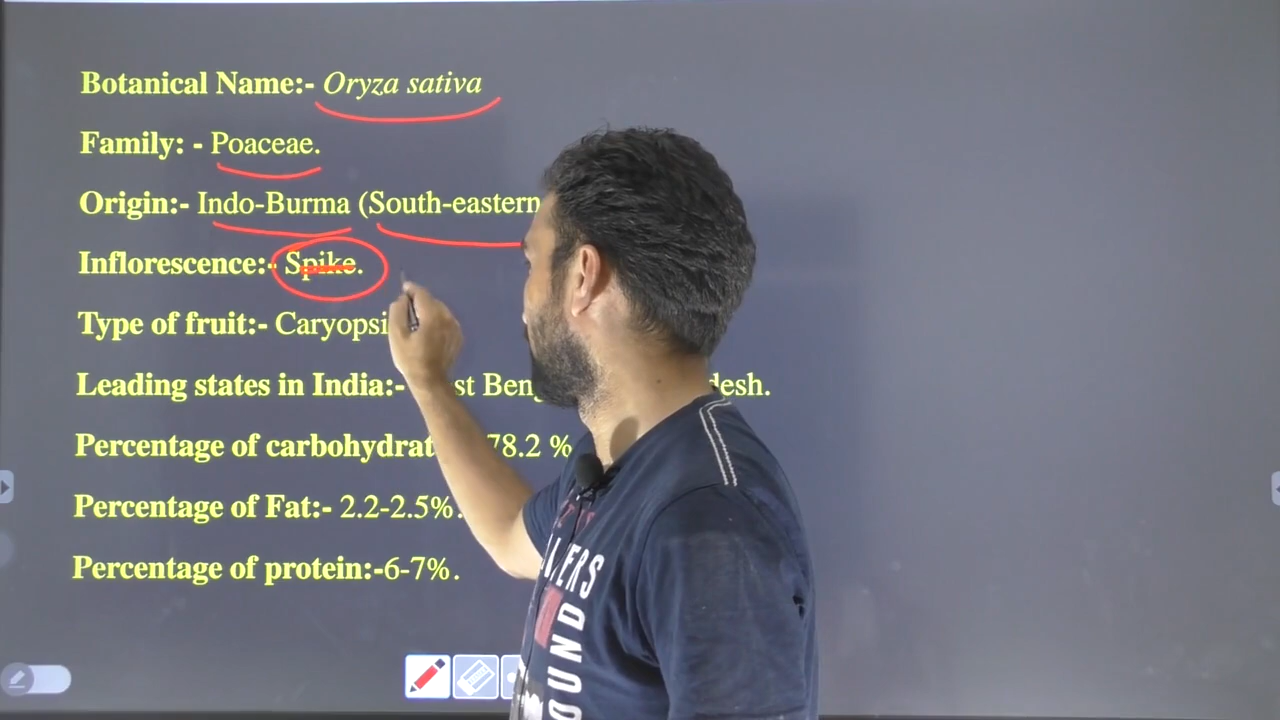 Botanical Name:- Oryza sativa
Family: - Poaceae.
Origin:- Indo-Burma (South-eastern
Inflorescence:- Spike.
Type of fruit:- Caryopsi
Leading states in India:- st Beng desh.
Percentage of carbohydrat 78.2 %
Percentage of Fat:- 2.2-2.5%.
Percentage of protein:-6-7%.